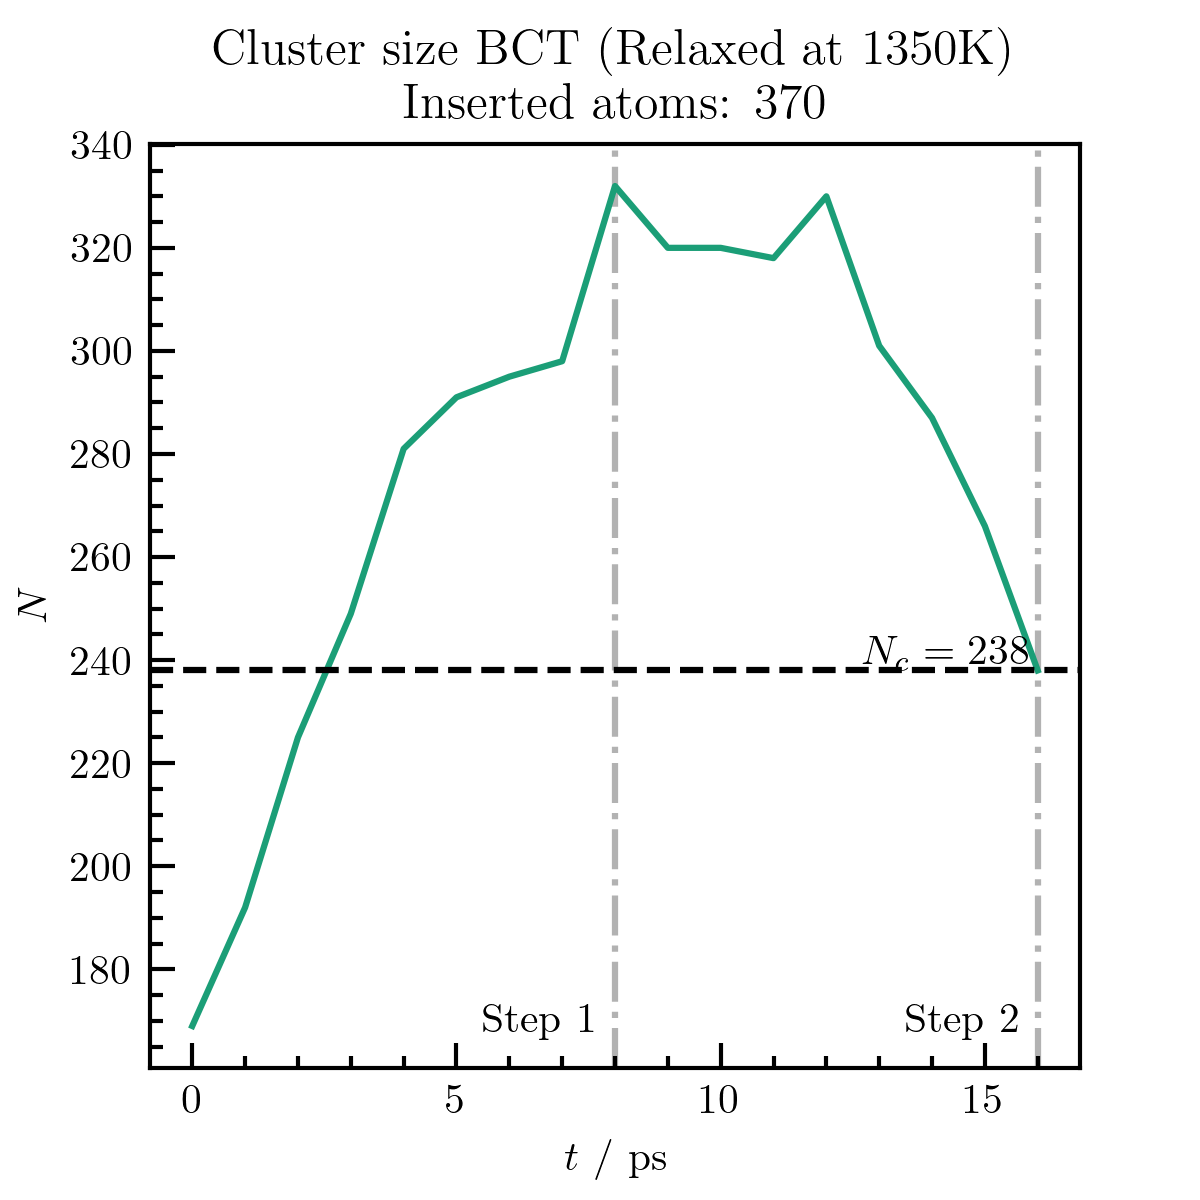 Cluster size BCT (Relaxed at 1350K)
Inserted atoms: 370
340
320
300
280
260
240
220
200
180
N
N_c = 238
Step 1
Step 2
0 5 10 15
t / ps